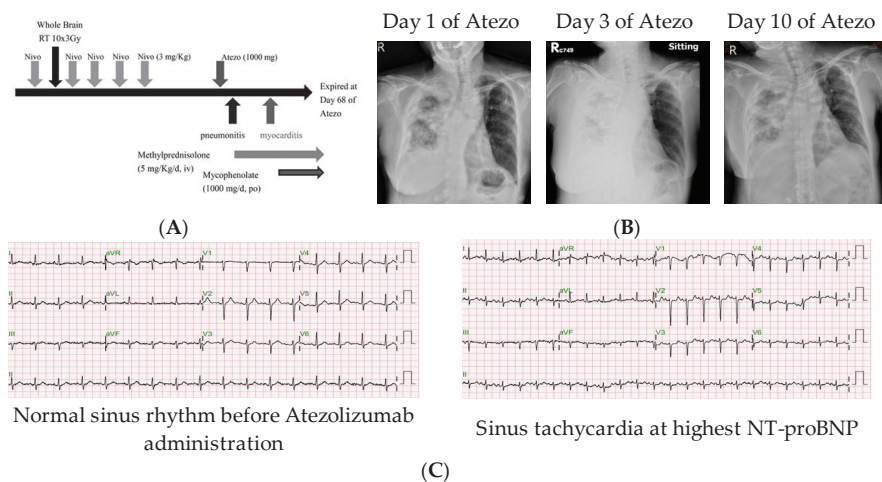 Whole Brain
RT 10x3Gy
Nivo Nivo Nivo Nivo Nivo (3 mg/Kg) Atezo (1000 mg)
Expired at
Day 68 of
Atezo
pneumonitis myocarditis
Methylprednisolone
(5 mg/Kg/d, iv)
Mycophenolate
(1000 mg/d, po)
(A)
Day 1 of Atezo Day 3 of Atezo Day 10 of Atezo
R R Sitting R
(B)
I aVR V1 V4
II aVL V2 V5
III aVF V3 V6
II
Normal sinus rhythm before Atezolizumab
administration
I aVR V1 V4
II aVL V2 V5
III aVF V3 V6
II
Sinus tachycardia at highest NT-proBNP
(C)